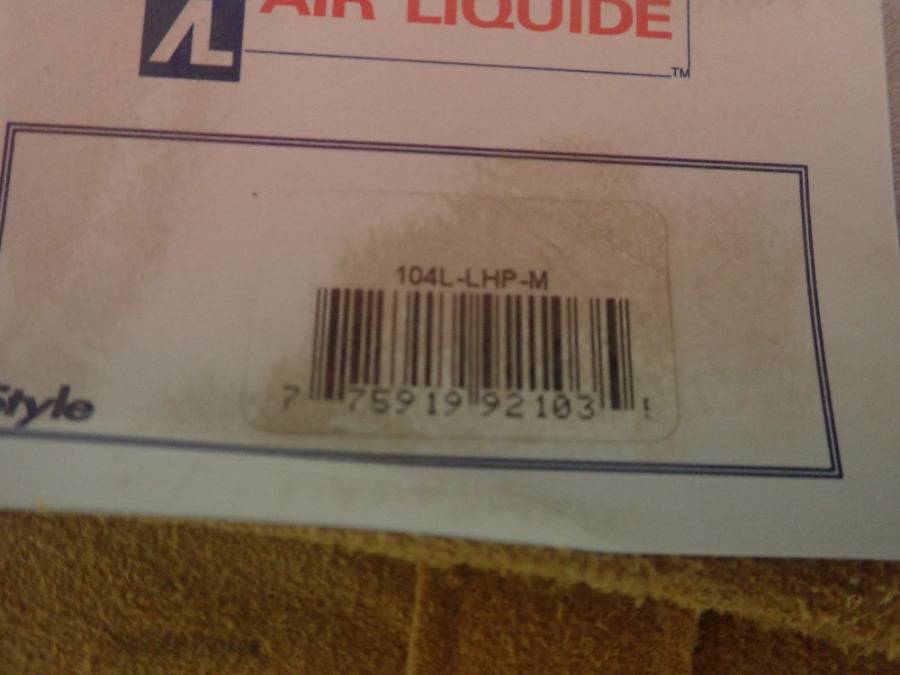 AIR LIQUIDE
TM
104L-LHP-M
7 75919 92103
Style